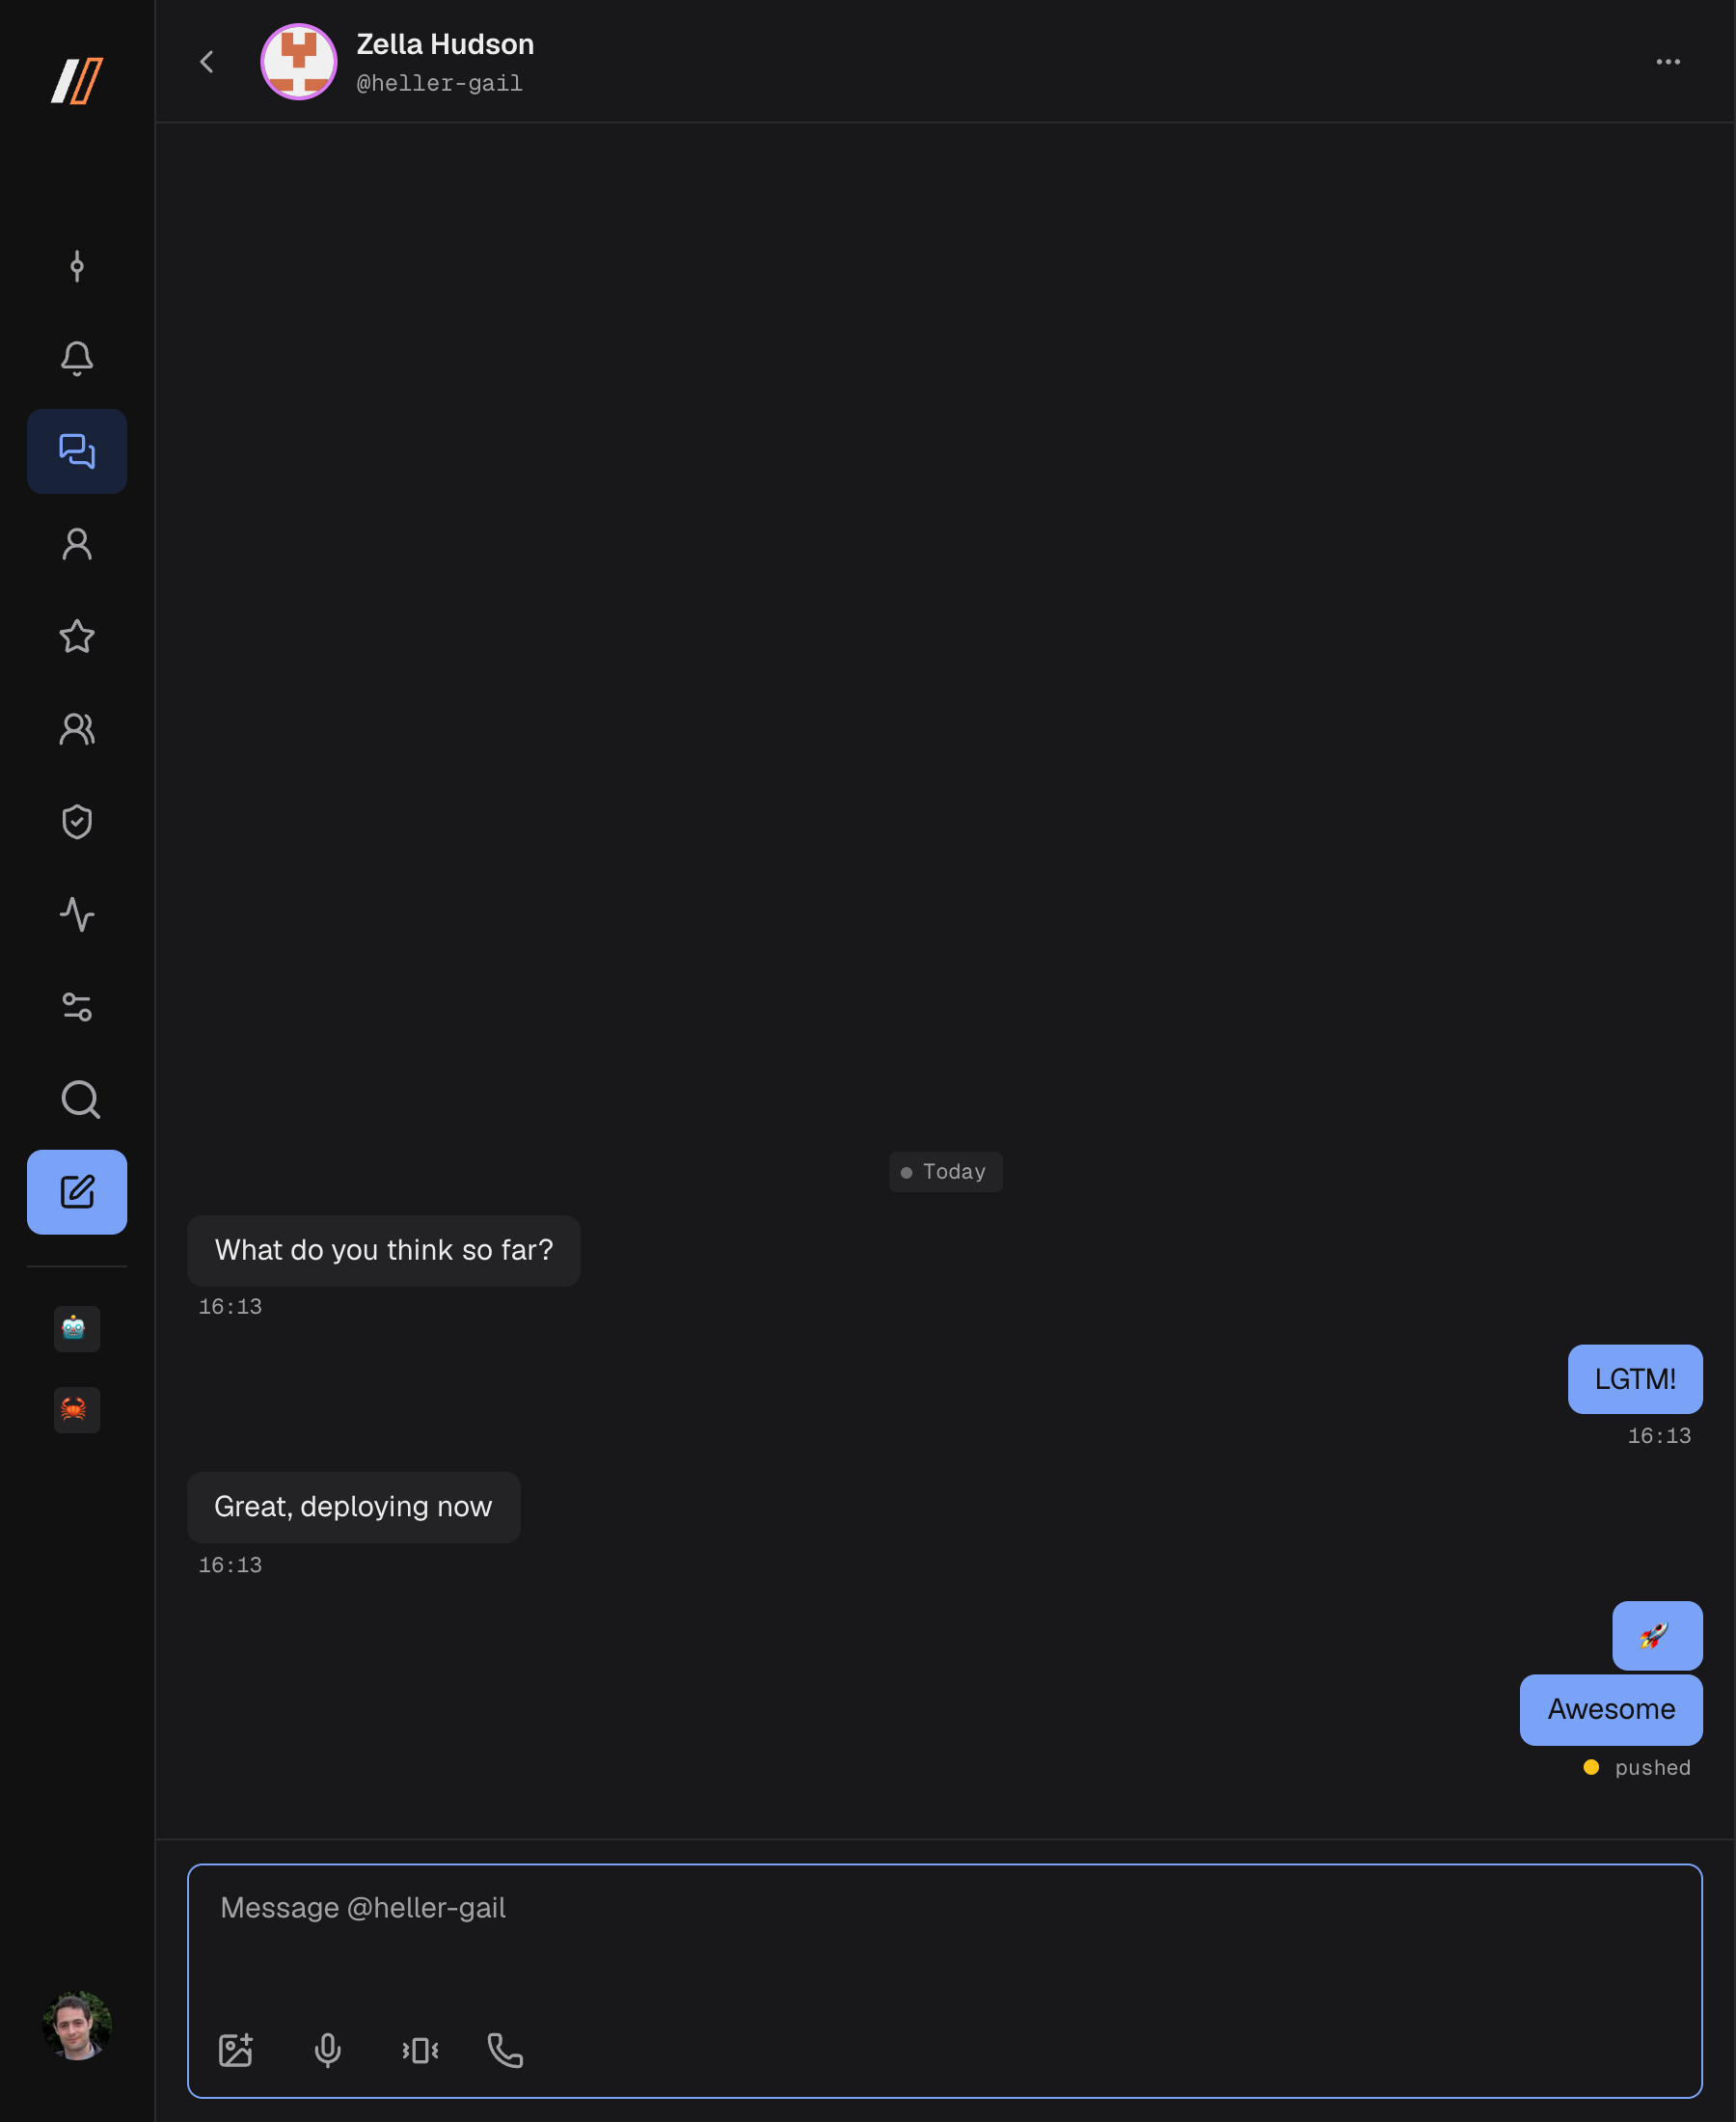 Zella Hudson
@heller-gail
Today
What do you think so far?
16:13
LGTM!
16:13
Great, deploying now
16:13
🚀
Awesome
pushed
Message @heller-gail